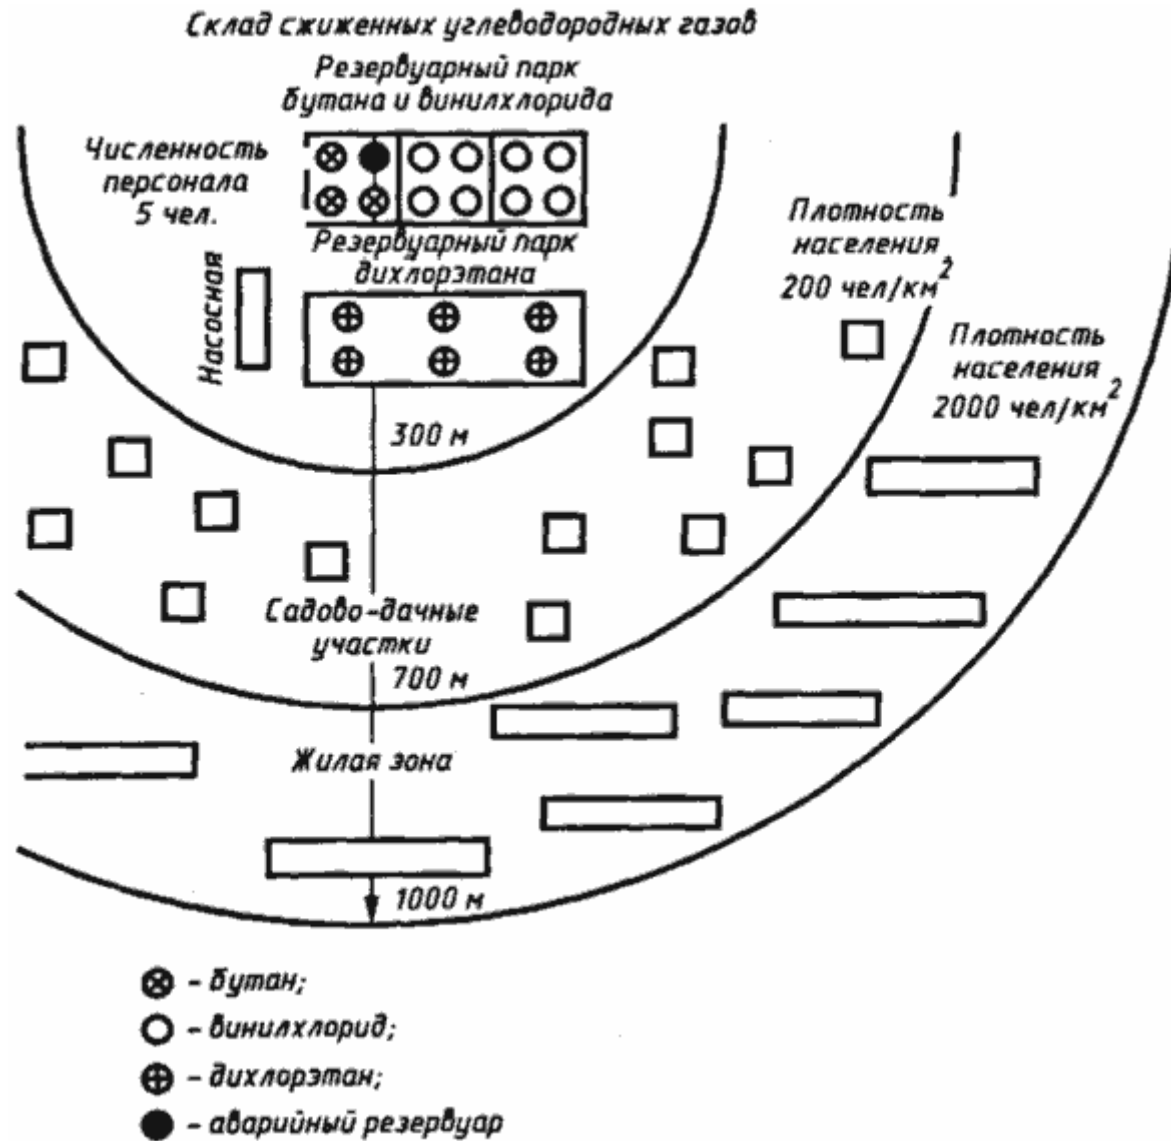 Склад сжиженных углеводородных газов
Резервуарный парк
бутана и винилхлорида
Численность
персонала
5 чел.
Резервуарный парк
дихлорэтана
Насосная
Плотность
населения
200 чел/км²
Плотность
населения
2000 чел/км²
300 м
Садово-дачные
участки
700 м
Жилая зона
1000 м
- бутан;
- винилхлорид;
- дихлорэтан;
- аварийный резервуар